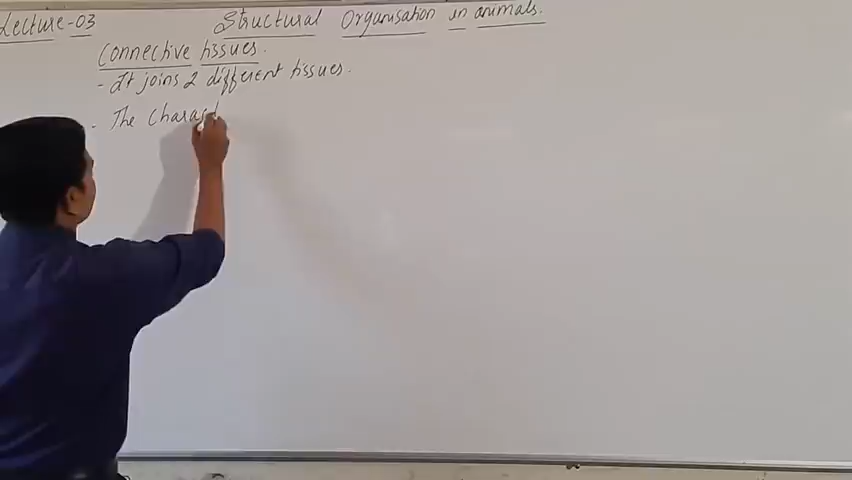 Lecture-03
Structural Organisation in animals.
Connective tissues.
- It joins 2 different tissues.
- The Charact